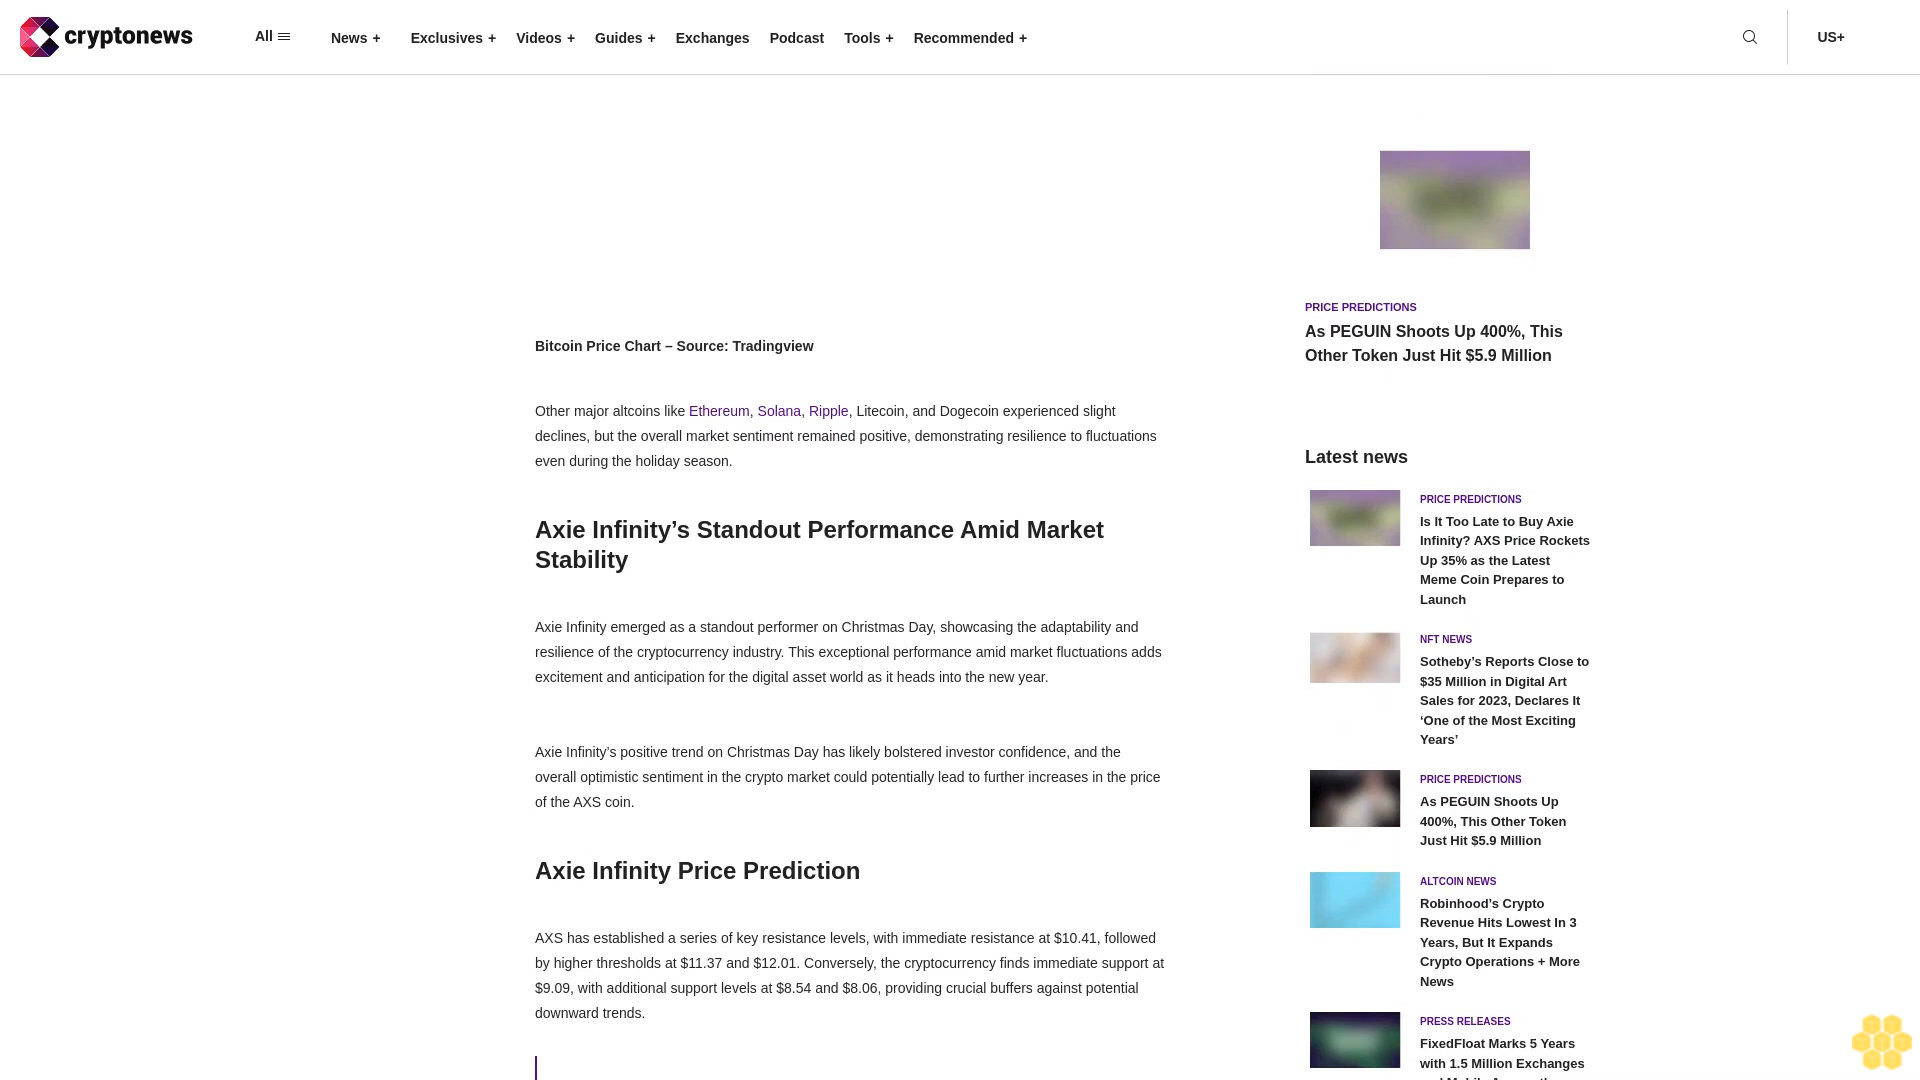 cryptonews
All
News +
Exclusives +
Videos +
Guides +
Exchanges
Podcast
Tools +
Recommended +
US+
Bitcoin Price Chart – Source: Tradingview
Other major altcoins like Ethereum, Solana, Ripple, Litecoin, and Dogecoin experienced slight
declines, but the overall market sentiment remained positive, demonstrating resilience to fluctuations
even during the holiday season.
Axie Infinity’s Standout Performance Amid Market
Stability
Axie Infinity emerged as a standout performer on Christmas Day, showcasing the adaptability and
resilience of the cryptocurrency industry. This exceptional performance amid market fluctuations adds
excitement and anticipation for the digital asset world as it heads into the new year.
Axie Infinity’s positive trend on Christmas Day has likely bolstered investor confidence, and the
overall optimistic sentiment in the crypto market could potentially lead to further increases in the price
of the AXS coin.
Axie Infinity Price Prediction
AXS has established a series of key resistance levels, with immediate resistance at $10.41, followed
by higher thresholds at $11.37 and $12.01. Conversely, the cryptocurrency finds immediate support at
$9.09, with additional support levels at $8.54 and $8.06, providing crucial buffers against potential
downward trends.
PRICE PREDICTIONS
As PEGUIN Shoots Up 400%, This
Other Token Just Hit $5.9 Million
Latest news
PRICE PREDICTIONS
Is It Too Late to Buy Axie
Infinity? AXS Price Rockets
Up 35% as the Latest
Meme Coin Prepares to
Launch
NFT NEWS
Sotheby’s Reports Close to
$35 Million in Digital Art
Sales for 2023, Declares It
‘One of the Most Exciting
Years’
PRICE PREDICTIONS
As PEGUIN Shoots Up
400%, This Other Token
Just Hit $5.9 Million
ALTCOIN NEWS
Robinhood’s Crypto
Revenue Hits Lowest In 3
Years, But It Expands
Crypto Operations + More
News
PRESS RELEASES
FixedFloat Marks 5 Years
with 1.5 Million Exchanges